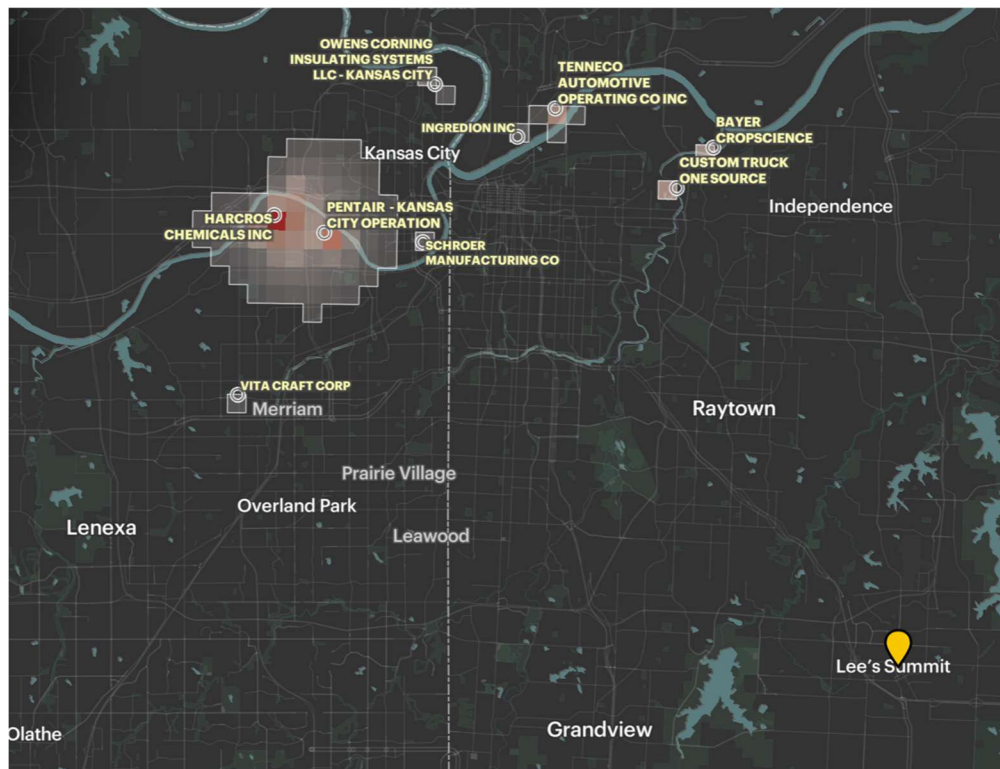 OWENS CORNING
INSULATING SYSTEMS
LLC - KANSAS CITY
TENNECO
AUTOMOTIVE
OPERATING CO INC
INGREDION INC
BAYER
CROPSCIENCE
Kansas City
CUSTOM TRUCK
ONE SOURCE
Independence
HARCROS
CHEMICALS INC
PENTAIR - KANSAS
CITY OPERATION
SCHROER
MANUFACTURING CO
VITA CRAFT CORP
Merriam
Raytown
Prairie Village
Overland Park
Lenexa
Leawood
Lee's Summit
Grandview
Olathe